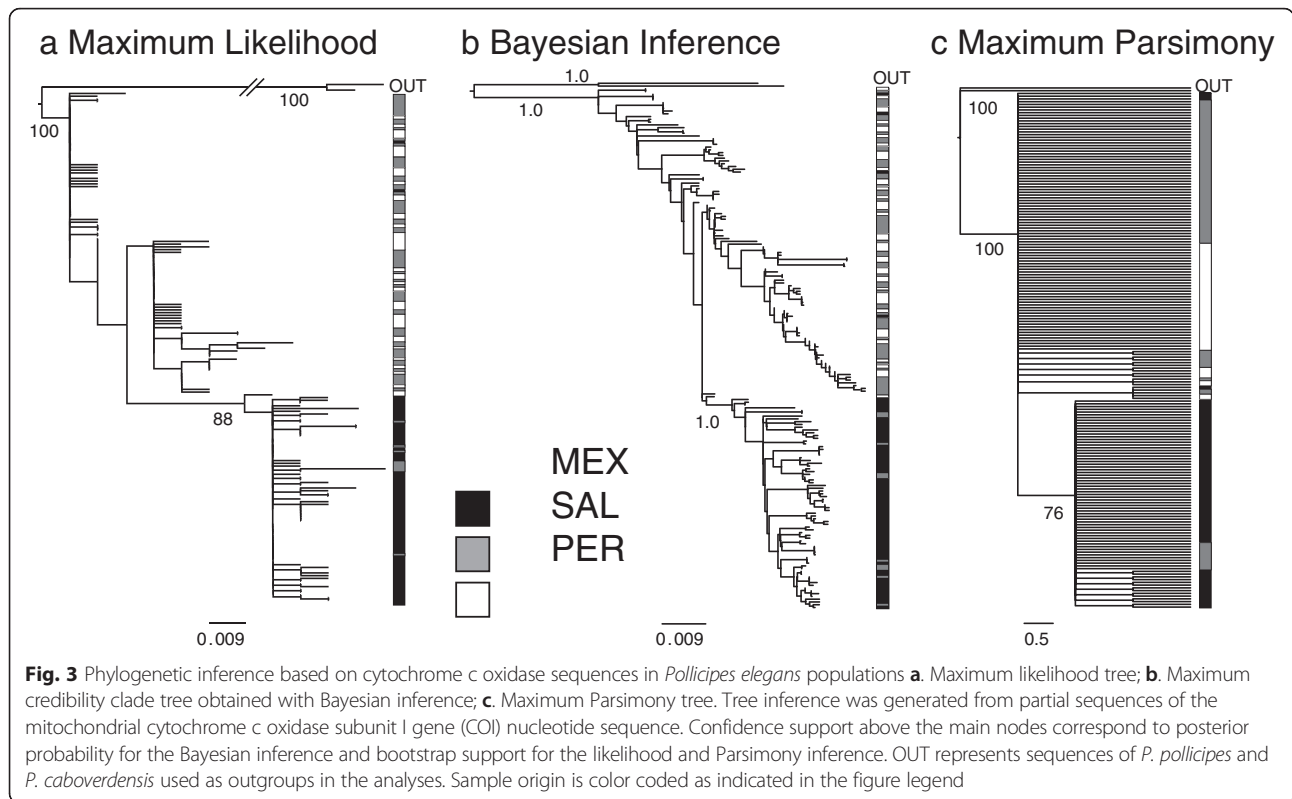 a Maximum Likelihood
b Bayesian Inference
c Maximum Parsimony
OUT
100
100
88
0.009
OUT
1.0
1.0
1.0
0.009
MEX
SAL
PER
OUT
100
100
76
0.5
Fig. 3 Phylogenetic inference based on cytochrome c oxidase sequences in Pollicipes elegans populations a. Maximum likelihood tree; b. Maximum
credibility clade tree obtained with Bayesian inference; c. Maximum Parsimony tree. Tree inference was generated from partial sequences of the
mitochondrial cytochrome c oxidase subunit I gene (COI) nucleotide sequence. Confidence support above the main nodes correspond to posterior
probability for the Bayesian inference and bootstrap support for the likelihood and Parsimony inference. OUT represents sequences of P. pollicipes and
P. caboverdensis used as outgroups in the analyses. Sample origin is color coded as indicated in the figure legend